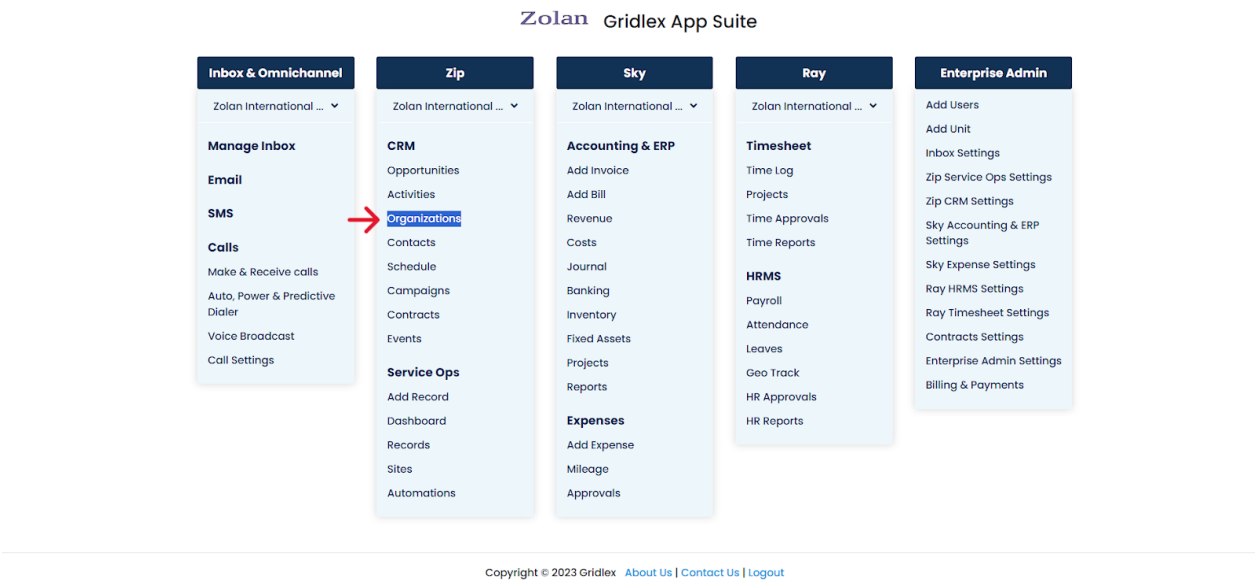 Zolan Gridlex App Suite
Inbox & Omnichannel
Zolan International ...
Manage Inbox
Email
SMS
Calls
Make & Receive calls
Auto, Power & Predictive
Dialer
Voice Broadcast
Call Settings
Zip
Zolan International ...
CRM
Opportunities
Activities
Organizations
Contacts
Schedule
Campaigns
Contracts
Events
Service Ops
Add Record
Dashboard
Records
Sites
Automations
Sky
Zolan International ...
Accounting & ERP
Add Invoice
Add Bill
Revenue
Costs
Journal
Banking
Inventory
Fixed Assets
Projects
Reports
Expenses
Add Expense
Mileage
Approvals
Ray
Zolan International ...
Timesheet
Time Log
Projects
Time Approvals
Time Reports
HRMS
Payroll
Attendance
Leaves
Geo Track
HR Approvals
HR Reports
Enterprise Admin
Add Users
Add Unit
Inbox Settings
Zip Service Ops Settings
Zip CRM Settings
Sky Accounting & ERP
Settings
Sky Expense Settings
Ray HRMS Settings
Ray Timesheet Settings
Contracts Settings
Enterprise Admin Settings
Billing & Payments
Copyright © 2023 Gridlex About Us | Contact Us | Logout